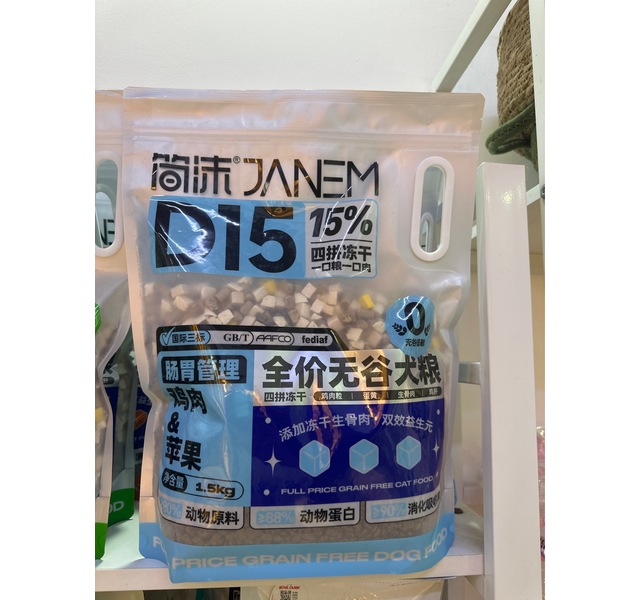 简沫® JANEM
D15
15%
四拼冻干
一口粮一口肉
国际三标 GB/T AAFCO fediaf
0
肠胃管理
鸡肉
&
苹果
净含量 1.5kg
全价无谷犬粮
四拼冻干 鸡肉粒 | 蛋黄 | 生骨肉 |
添加冻干生骨肉·双效益生元
FULL PRICE GRAIN FREE CAT FOOD
动物原料
动物蛋白
≥90%
PRICE GRAIN FREE DOG FOOD